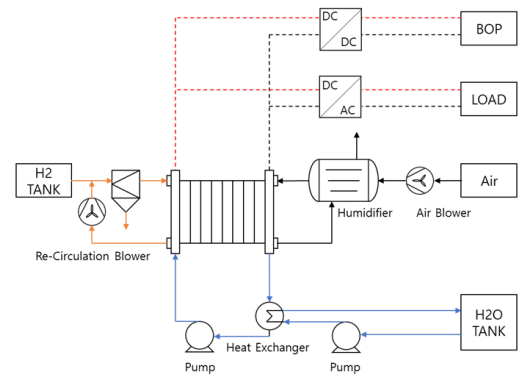 DC
DC
BOP
DC
AC
LOAD
H2
TANK
Humidifier
Air Blower
Air
Re-Circulation Blower
Heat Exchanger
Pump
Pump
H2O
TANK